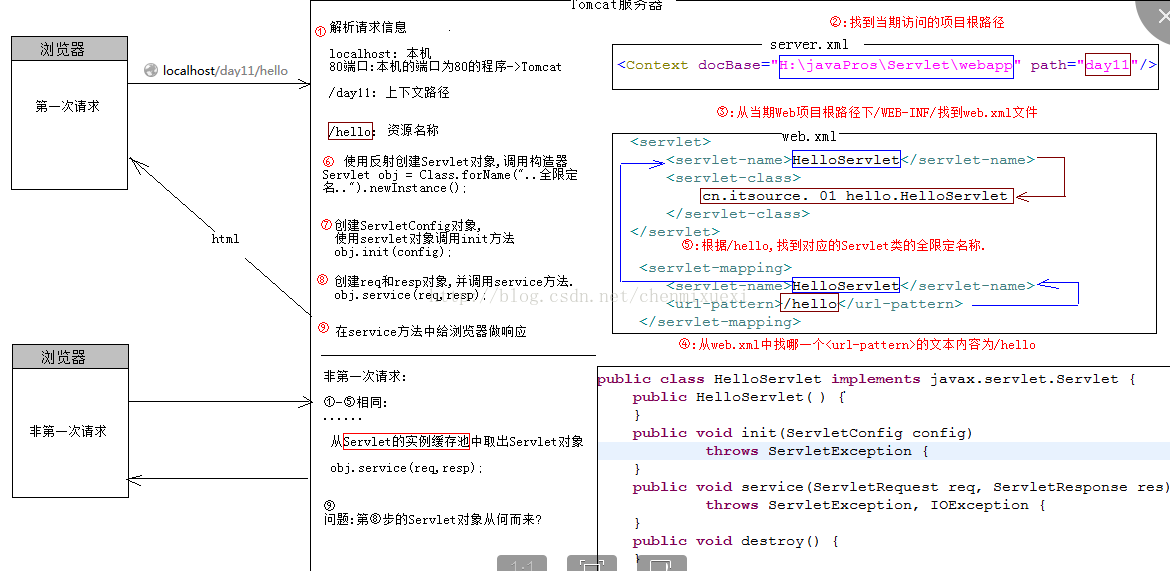 Tomcat服务器
浏览器
第一次请求
localhost/day11/hello
html
浏览器
非第一次请求
① 解析请求信息
localhost: 本机
80端口:本机的端口为80的程序->Tomcat
/day11: 上下文路径
/hello: 资源名称
⑥ 使用反射创建Servlet对象,调用构造器
Servlet obj = Class.forName("..全限定
名..").newInstance();
⑦ 创建ServletConfig对象,
使用servlet对象调用init方法
obj.init(config);
⑧ 创建req和resp对象,并调用service方法.
obj.service(req,resp);
⑨ 在service方法中给浏览器做响应
非第一次请求:
①-⑤相同:
......
从Servlet的实例缓存池中取出Servlet对象
obj.service(req,resp);
⑨
问题:第⑧步的Servlet对象从何而来?
②:找到当期访问的项目根路径
server.xml
<Context docBase="H:\javaPros\Servlet\webapp" path="day11"/>
③:从当期Web项目根路径下/WEB-INF/找到web.xml文件
web.xml
<servlet>
<servlet-name>HelloServlet</servlet-name>
<servlet-class>
cn.itsource._01_hello.HelloServlet
</servlet-class>
</servlet>
⑤:根据/hello,找到对应的Servlet类的全限定名称.
<servlet-mapping>
<servlet-name>HelloServlet</servlet-name>
<url-pattern>/hello</url-pattern>
</servlet-mapping>
④:从web.xml中找哪一个<url-pattern>的文本内容为/hello
public class HelloServlet implements javax.servlet.Servlet {
public HelloServlet() {
}
public void init(ServletConfig config)
throws ServletException {
}
public void service(ServletRequest req, ServletResponse res)
throws ServletException, IOException {
}
public void destroy() {
}
1:1